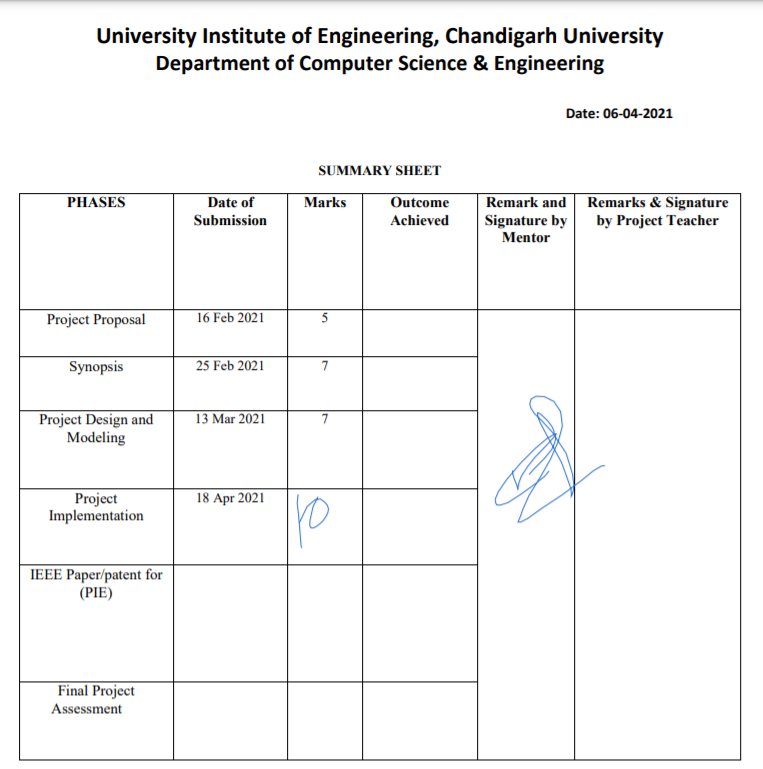 University Institute of Engineering, Chandigarh University
Department of Computer Science & Engineering
Date: 06-04-2021
SUMMARY SHEET
PHASES Date of Submission Marks Outcome Achieved Remark and Signature by Mentor Remarks & Signature by Project Teacher
Project Proposal 16 Feb 2021 5
Synopsis 25 Feb 2021 7
Project Design and Modeling 13 Mar 2021 7
Project Implementation 18 Apr 2021 10
IEEE Paper/patent for (PIE)
Final Project Assessment